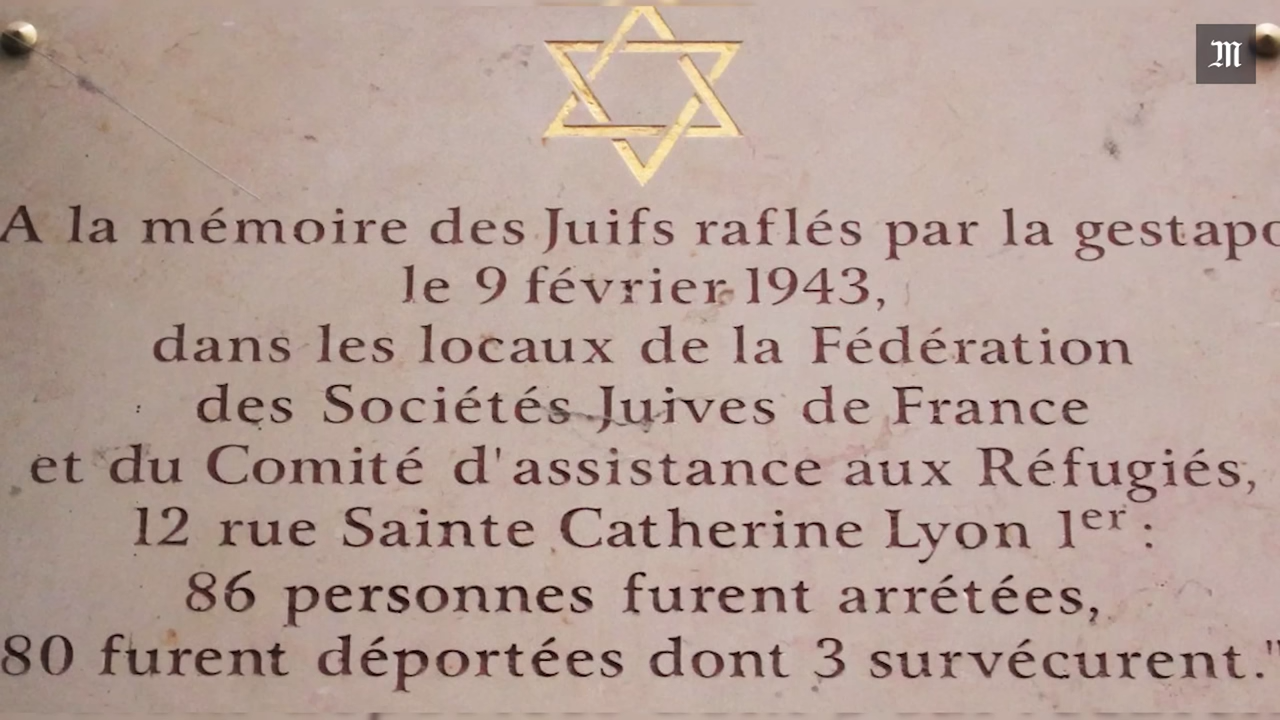 A la mémoire des Juifs raflés par la gestapo
le 9 février 1943,
dans les locaux de la Fédération
des Sociétés Juives de France
et du Comité d'assistance aux Réfugiés,
12 rue Sainte Catherine Lyon 1er :
86 personnes furent arrétées,
80 furent déportées dont 3 survécurent."
M